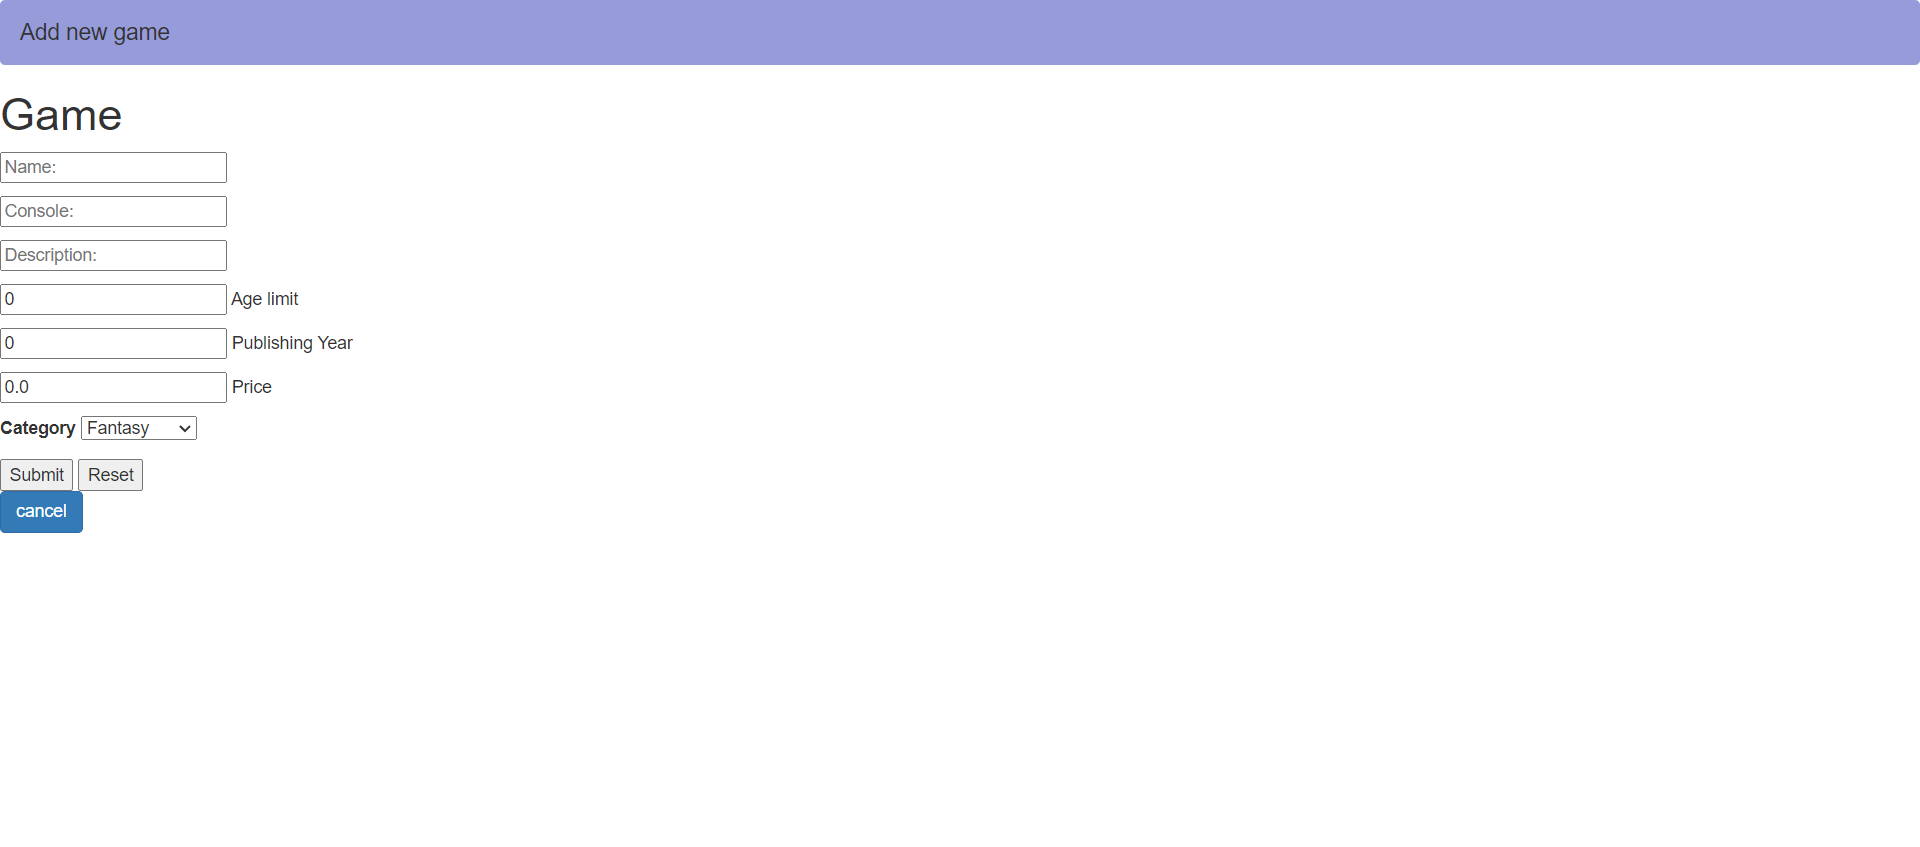 Add new game
Game
Name:
Console:
Description:
0 Age limit
0 Publishing Year
0.0 Price
Category Fantasy
Submit Reset
cancel